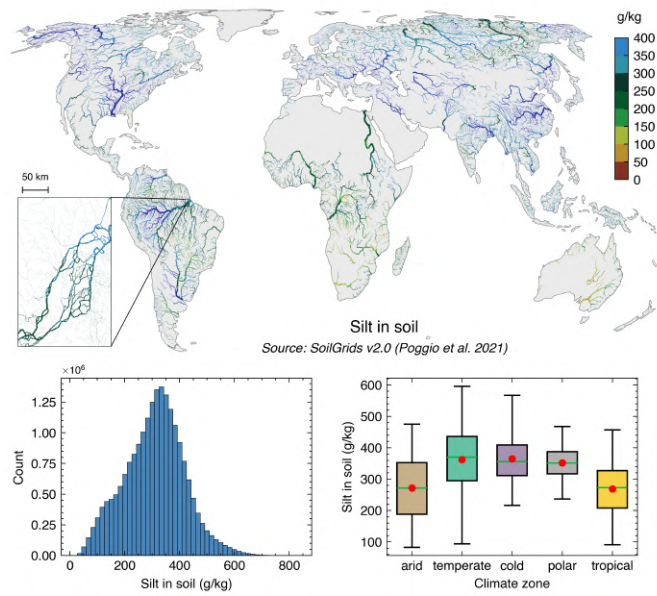 g/kg
400
350
300
250
200
150
100
50
0
50 km
Silt in soil
Source: SoilGrids v2.0 (Poggio et al. 2021)
×10⁶
1.25
1.00
0.75
0.50
0.25
0.00
Count
0 200 400 600 800
Silt in soil (g/kg)
600
500
400
300
200
100
Silt in soil (g/kg)
arid temperate cold polar tropical
Climate zone